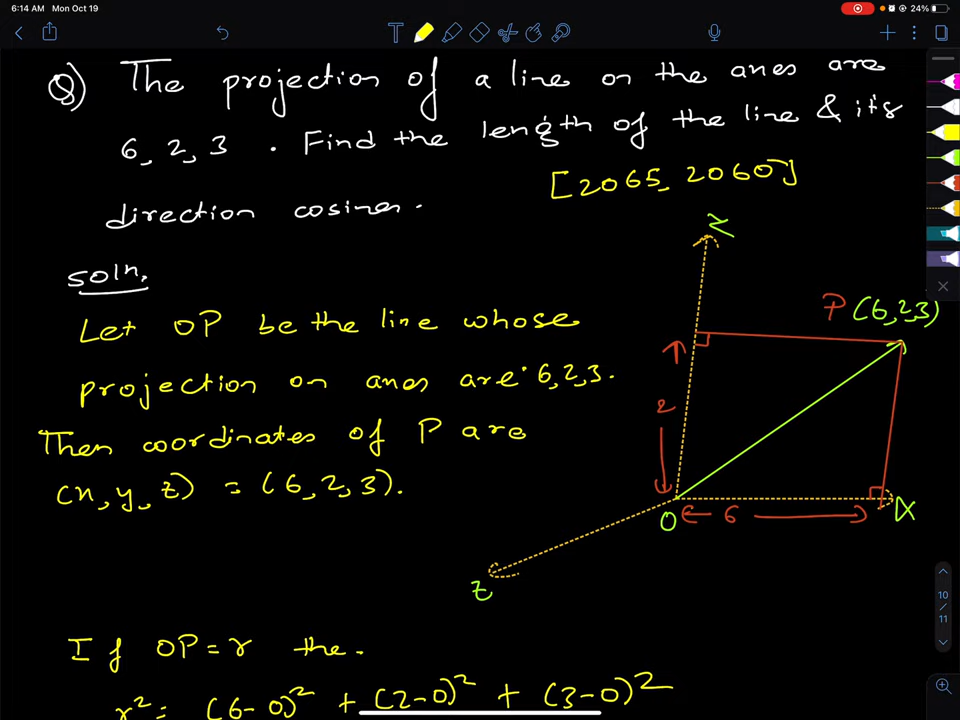 6:14 AM Mon Oct 19
24%
Q) The projection of a line on the axes are
6, 2, 3 . Find the length of the line & it's
direction cosines.
[2065, 2060]
soln.
Let OP be the line whose
projection on axes are 6, 2, 3.
Then coordinates of P are
(x, y, z) = (6, 2, 3).
Z
P (6,2,3)
2
O
6
X
Z
If OP = r the.
r² = (6-0)² + (2-0)² + (3-0)²
10
/
11